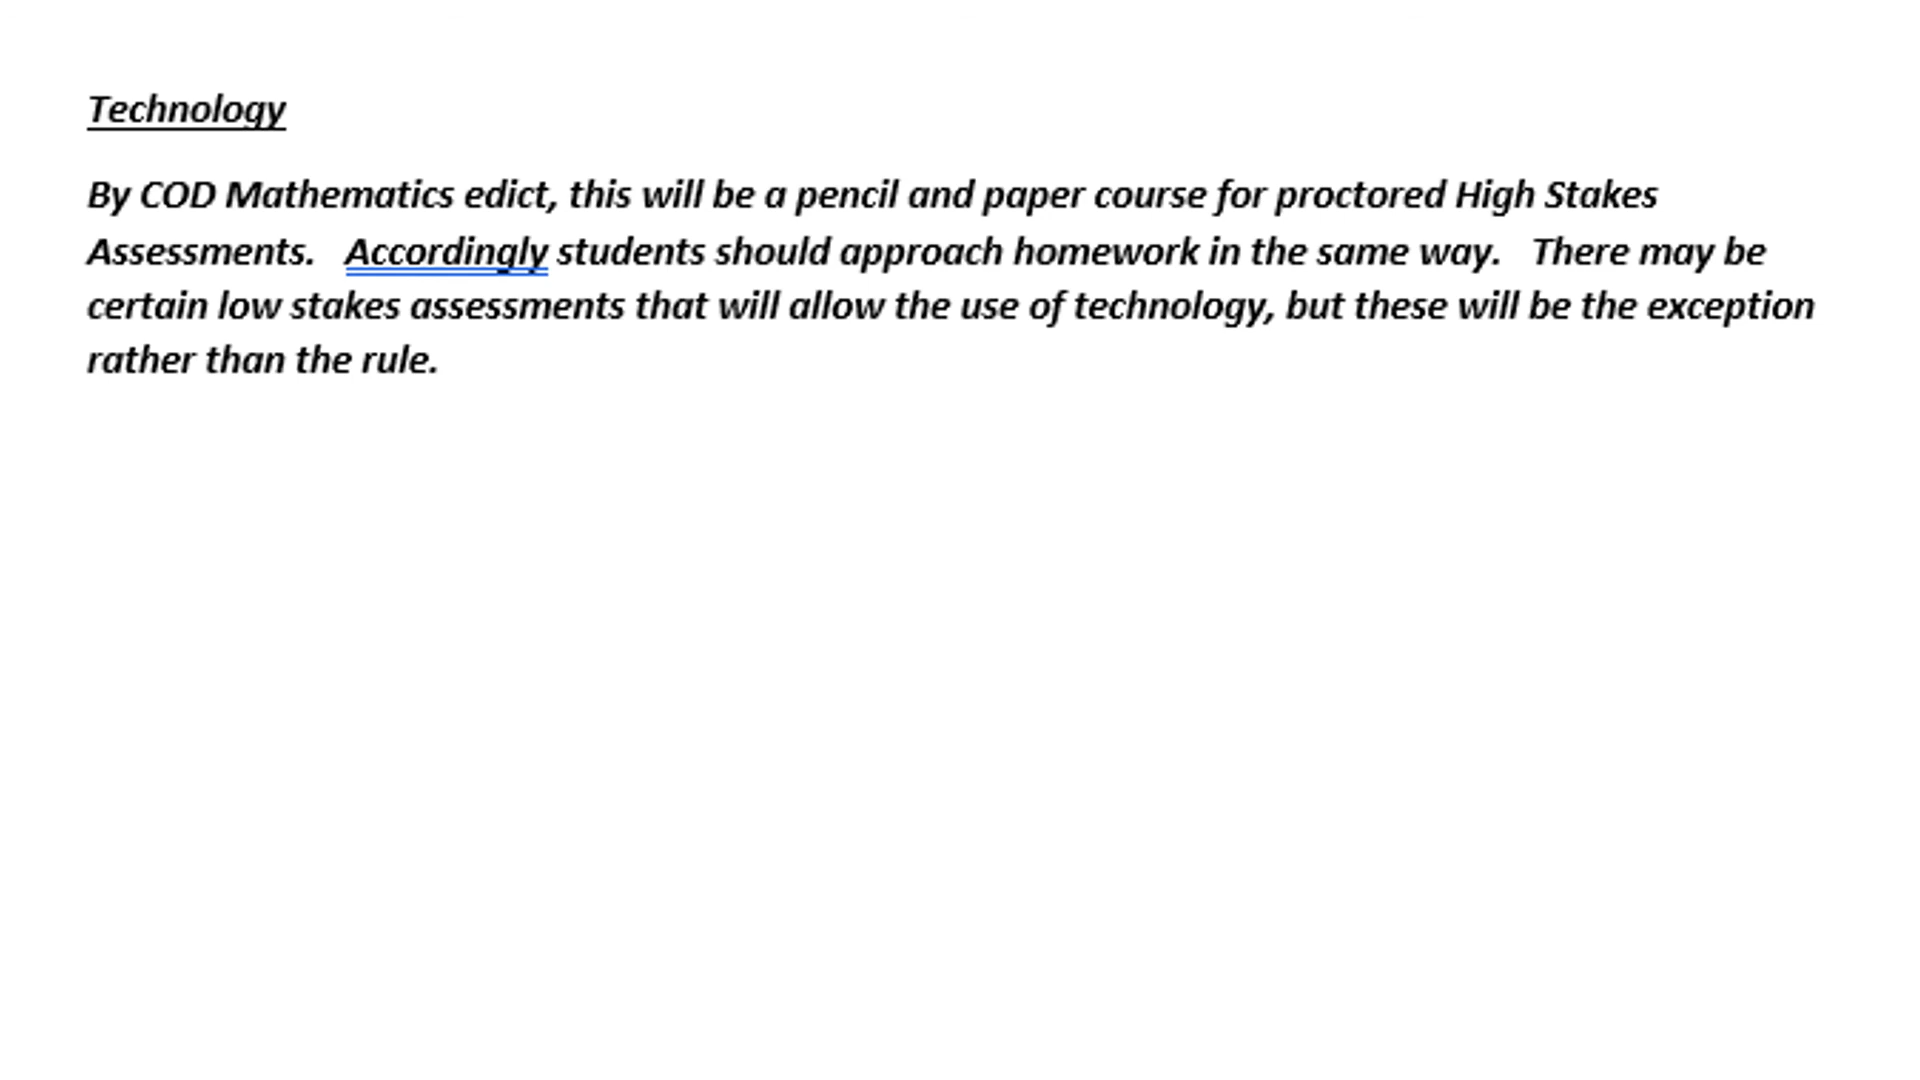 Technology
By COD Mathematics edict, this will be a pencil and paper course for proctored High Stakes
Assessments.   Accordingly students should approach homework in the same way.   There may be
certain low stakes assessments that will allow the use of technology, but these will be the exception
rather than the rule.